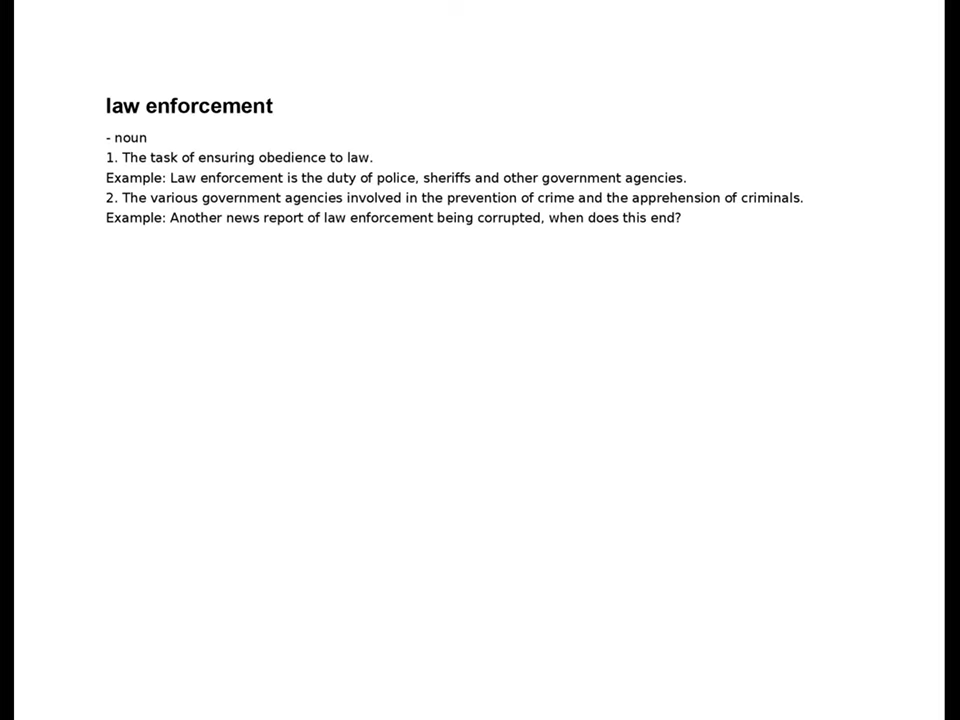 law enforcement
- noun
1. The task of ensuring obedience to law.
Example: Law enforcement is the duty of police, sheriffs and other government agencies.
2. The various government agencies involved in the prevention of crime and the apprehension of criminals.
Example: Another news report of law enforcement being corrupted, when does this end?